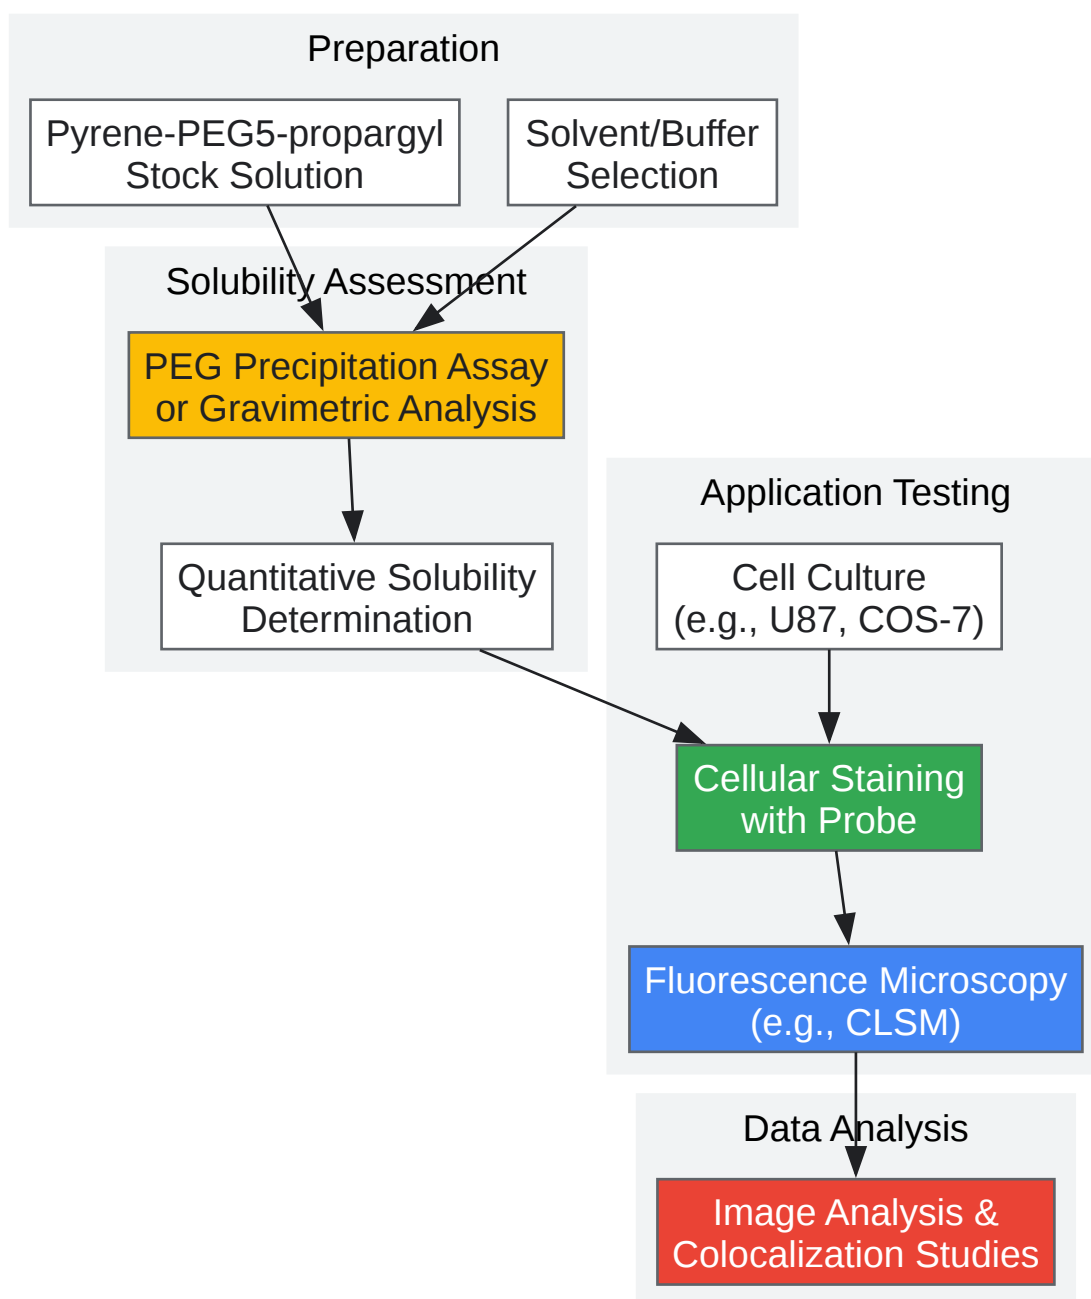 Preparation
Pyrene-PEG5-propargyl
Stock Solution
Solvent/Buffer
Selection
Solubility Assessment
PEG Precipitation Assay
or Gravimetric Analysis
Quantitative Solubility
Determination
Application Testing
Cell Culture
(e.g., U87, COS-7)
Cellular Staining
with Probe
Fluorescence Microscopy
(e.g., CLSM)
Data Analysis
Image Analysis &
Colocalization Studies